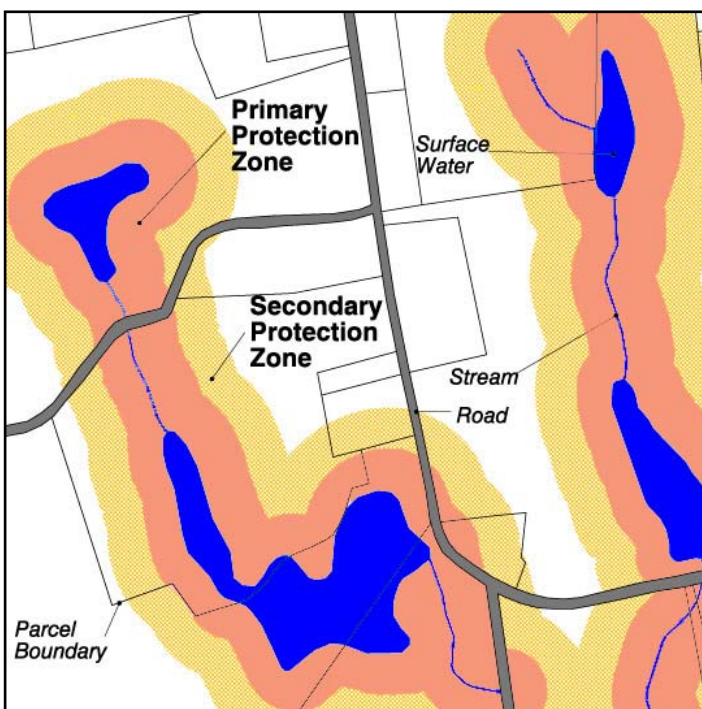 Primary
Protection
Zone
Surface
Water
Secondary
Protection
Zone
Stream
Road
Parcel
Boundary